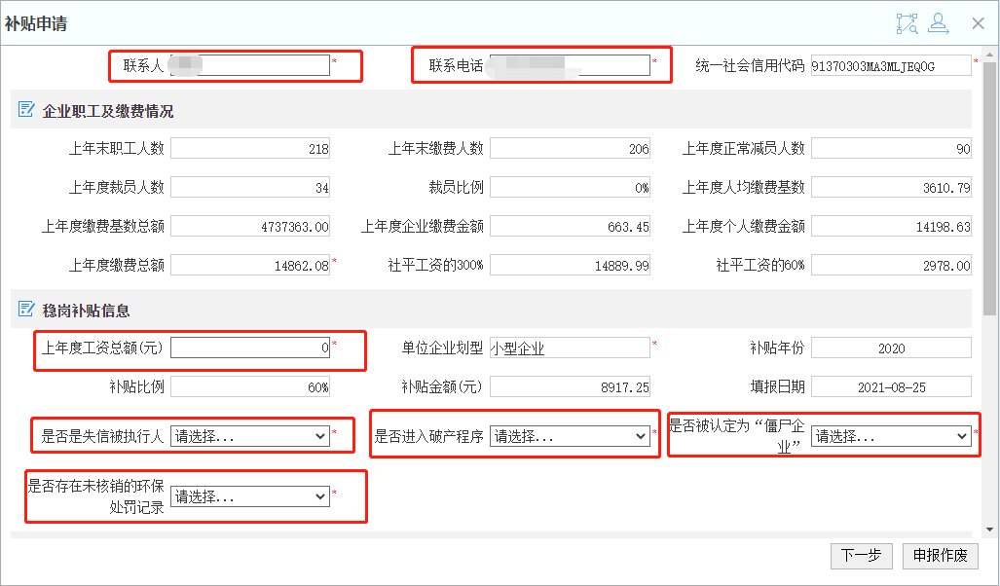 补贴申请
联系人 * 联系电话 * 统一社会信用代码 91370303MA3MLJEQ0G *
企业职工及缴费情况
上年末职工人数 218 上年末缴费人数 206 上年度正常减员人数 90
上年度裁员人数 34 裁员比例 0% 上年度人均缴费基数 3610.79
上年度缴费基数总额 4737363.00 上年度企业缴费金额 663.45 上年度个人缴费金额 14198.63
上年度缴费总额 14862.08 * 社平工资的300% 14889.99 社平工资的60% 2978.00
稳岗补贴信息
上年度工资总额(元) 0 * 单位企业划型 小型企业 * 补贴年份 2020
补贴比例 60% 补贴金额(元) 8917.25 填报日期 2021-08-25
是否是失信被执行人 请选择... * 是否进入破产程序 请选择... * 是否被认定为“僵尸企
业” 请选择... *
是否存在未核销的环保
处罚记录 请选择... *
下一步 申报作废